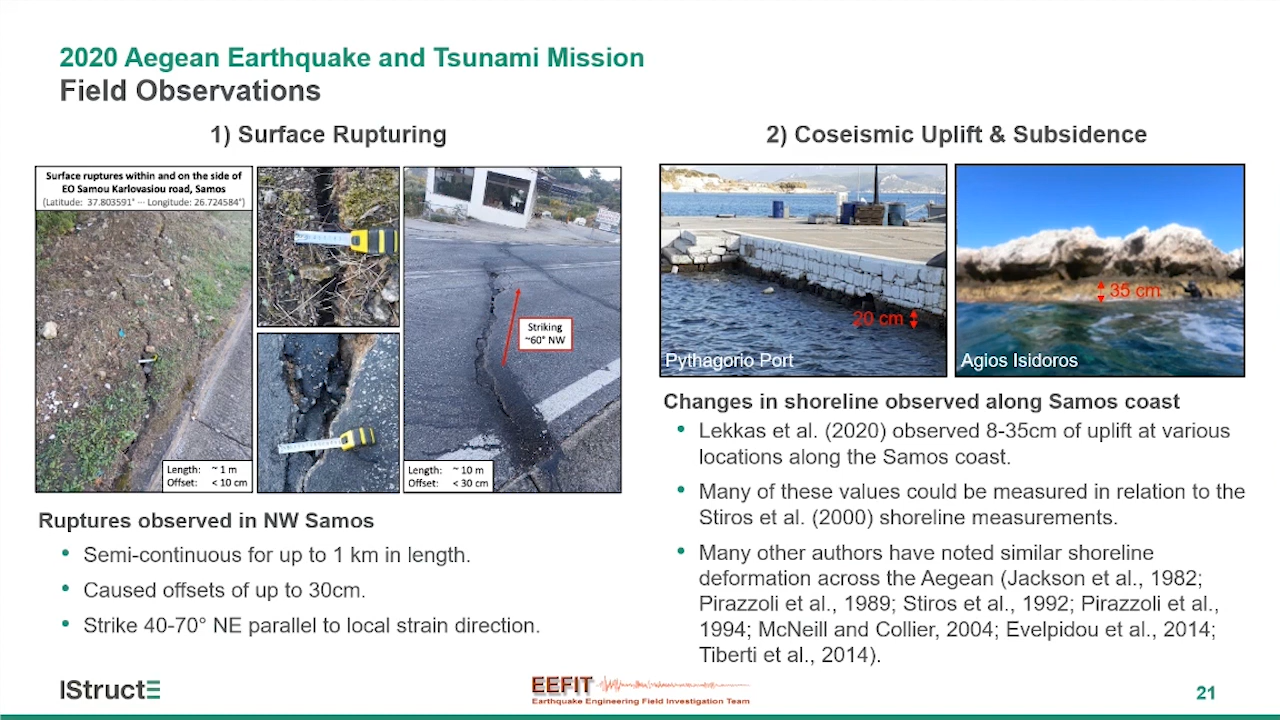 2020 Aegean Earthquake and Tsunami Mission
Field Observations
1) Surface Rupturing
Surface ruptures within and on the side of
EO Samou Karlovasiou road, Samos
(Latitude: 37.803591° -- Longitude: 26.724584°)
Striking
~60° NW
Length: ~ 1 m
Offset: < 10 cm
Length: ~ 10 m
Offset: < 30 cm
Ruptures observed in NW Samos
• Semi-continuous for up to 1 km in length.
• Caused offsets of up to 30cm.
• Strike 40-70° NE parallel to local strain direction.
2) Coseismic Uplift & Subsidence
20 cm
Pythagorio Port
35 cm
Agios Isidoros
Changes in shoreline observed along Samos coast
• Lekkas et al. (2020) observed 8-35cm of uplift at various
locations along the Samos coast.
• Many of these values could be measured in relation to the
Stiros et al. (2000) shoreline measurements.
• Many other authors have noted similar shoreline
deformation across the Aegean (Jackson et al., 1982;
Pirazzoli et al., 1989; Stiros et al., 1992; Pirazzoli et al.,
1994; McNeill and Collier, 2004; Evelpidou et al., 2014;
Tiberti et al., 2014).
IStructE
EEFIT
Earthquake Engineering Field Investigation Team
21